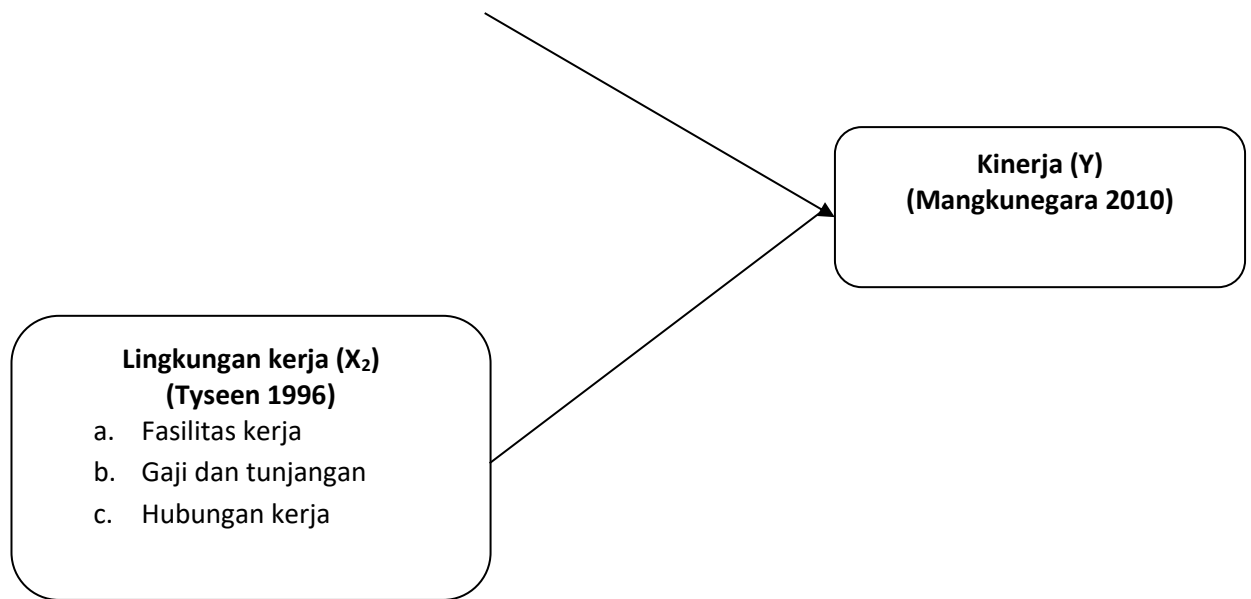 Kinerja (Y)
(Mangkunegara 2010)
Lingkungan kerja (X₂)
(Tyseen 1996)
a. Fasilitas kerja
b. Gaji dan tunjangan
c. Hubungan kerja